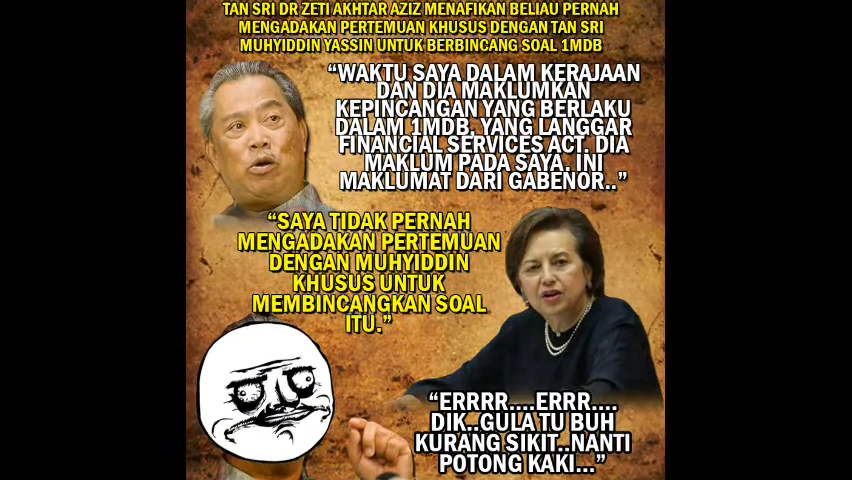 TAN SRI DR ZETI AKHTAR AZIZ MENAFIKAN BELIAU PERNAH
MENGADAKAN PERTEMUAN KHUSUS DENGAN TAN SRI
MUHYIDDIN YASSIN UNTUK BERBINCANG SOAL 1MDB
“WAKTU SAYA DALAM KERAJAAN
DAN DIA MAKLUMKAN
KEPINCANGAN YANG BERLAKU
DALAM 1MDB, YANG LANGGAR
FINANCIAL SERVICES ACT. DIA
MAKLUM PADA SAYA. INI
MAKLUMAT DARI GABENOR..”
“SAYA TIDAK PERNAH
MENGADAKAN PERTEMUAN
DENGAN MUHYIDDIN
KHUSUS UNTUK
MEMBINCANGKAN SOAL
ITU.”
“ERRRR....ERRR....
DIK..GULA TU BUH
KURANG SIKIT..NANTI
POTONG KAKI...”